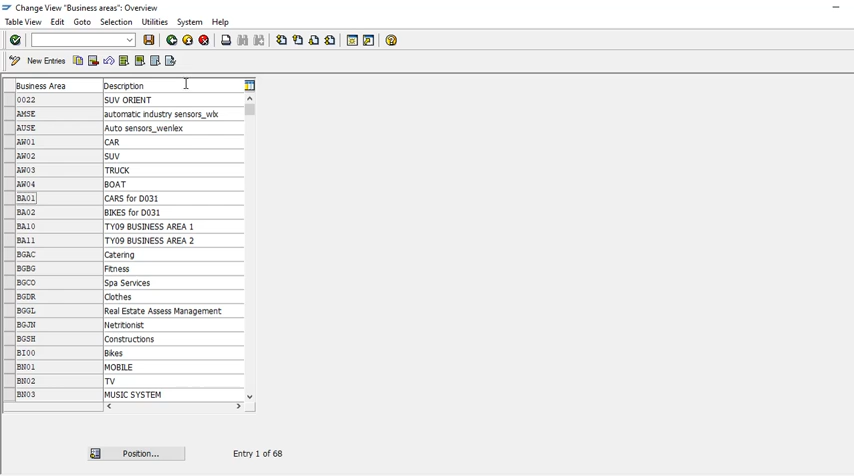 Change View "Business areas": Overview
Table View Edit Goto Selection Utilities System Help
New Entries
Business Area Description
0022 SUV ORIENT
AMSE automatic industry sensors_wlx
AUSE Auto sensors_wenlex
AW01 CAR
AW02 SUV
AW03 TRUCK
AW04 BOAT
BA01 CARS for D031
BA02 BIKES for D031
BA10 TY09 BUSINESS AREA 1
BA11 TY09 BUSINESS AREA 2
BGAC Catering
BGBG Fitness
BGCO Spa Services
BGDR Clothes
BGGL Real Estate Assess Management
BGJN Netritionist
BGSH Constructions
BI00 Bikes
BN01 MOBILE
BN02 TV
BN03 MUSIC SYSTEM
Position... Entry 1 of 68